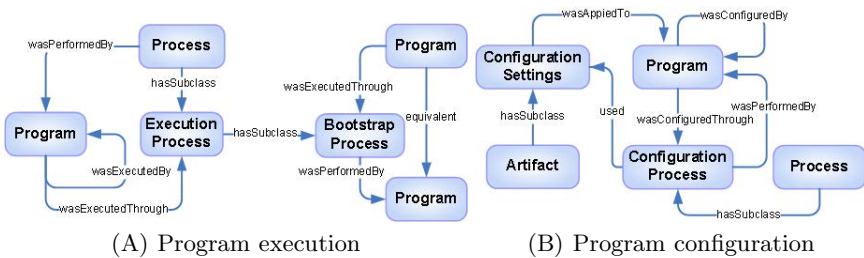 wasAppiedTo
Process
Program
wasConfiguredBy
wasPerformedBy
Configuration
Settings
Program
hasSubclass
wasExecutedThrough
used
wasPerformedBy
equivalent
hasSubclass
Program
Execution
Process
hasSubclass
Bootstrap
Process
wasConfiguredThrough
wasExecutedBy
wasPerformedBy
Artifact
Configuration
Process
Process
wasExecutedThrough
Program
hasSubclass
(A) Program execution
(B) Program configuration